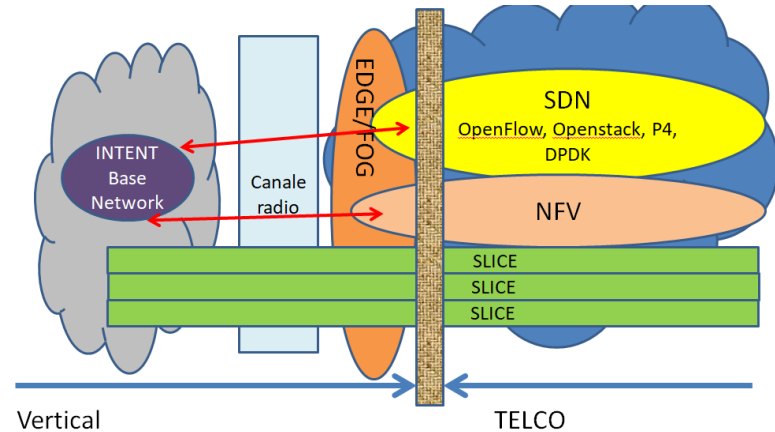 INTENT
Base
Network
Canale
radio
EDGE/FOG
SDN
OpenFlow, Openstack, P4,
DPDK
NFV
SLICE
SLICE
SLICE
Vertical
TELCO